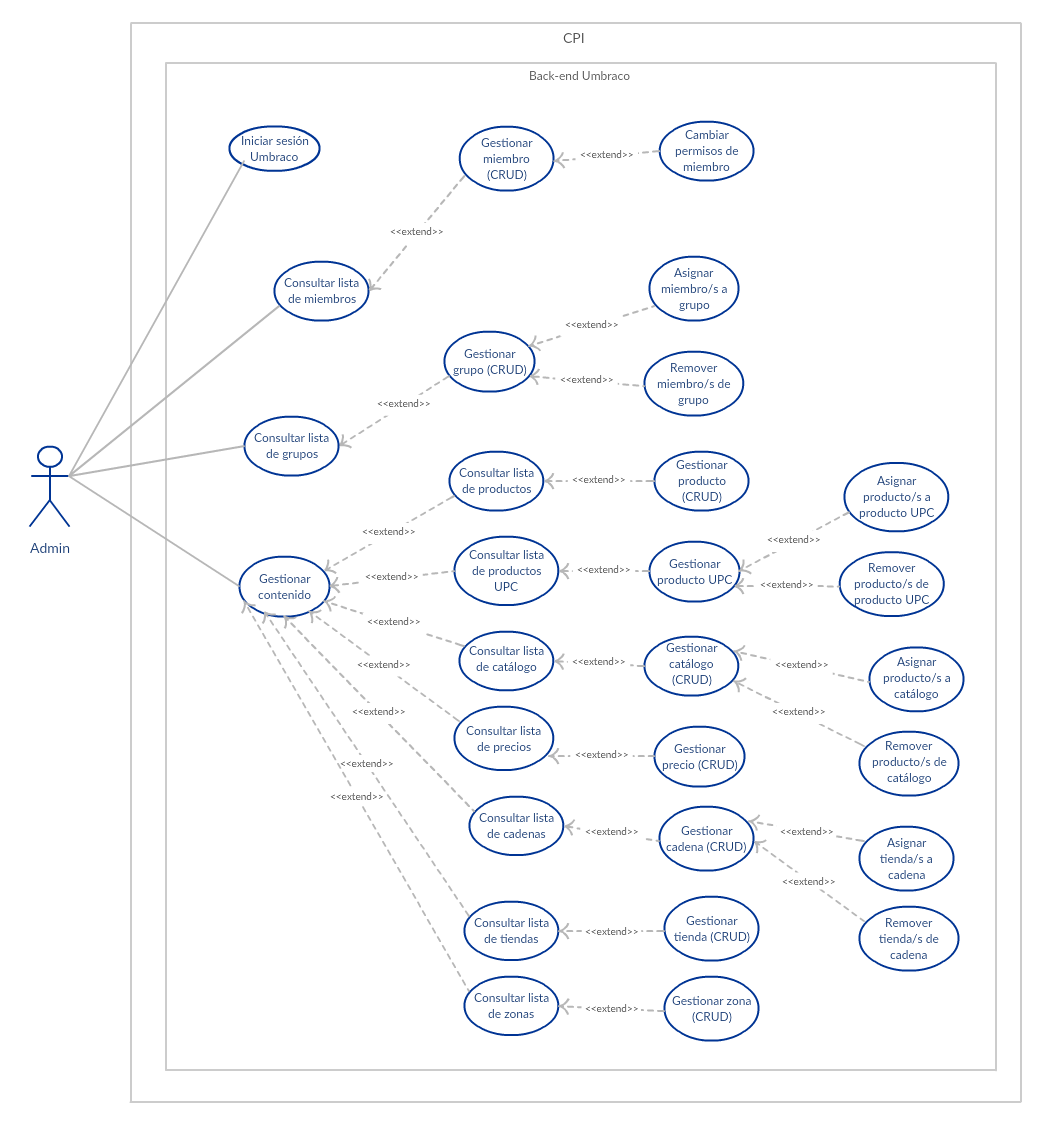 CPI
Back-end Umbraco
Iniciar sesión
Umbraco
Gestionar
miembro
(CRUD)
<<extend>>
Cambiar
permisos de
miembro
<<extend>>
Consultar lista
de miembros
Asignar
miembro/s a
grupo
<<extend>>
Gestionar
grupo (CRUD)
<<extend>>
Remover
miembro/s de
grupo
<<extend>>
Consultar lista
de grupos
Admin
Consultar lista
de productos
<<extend>>
Gestionar
producto
(CRUD)
Asignar
producto/s a
producto UPC
<<extend>>
<<extend>>
Gestionar
contenido
<<extend>>
Consultar lista
de productos
UPC
<<extend>>
Gestionar
producto UPC
<<extend>>
Remover
producto/s de
producto UPC
<<extend>>
Consultar lista
de catálogo
<<extend>>
Gestionar
catálogo
(CRUD)
<<extend>>
Asignar
producto/s a
catálogo
<<extend>>
<<extend>>
<<extend>>
Consultar lista
de precios
<<extend>>
Gestionar
precio (CRUD)
Remover
producto/s de
catálogo
<<extend>>
<<extend>>
Consultar lista
de cadenas
<<extend>>
Gestionar
cadena (CRUD)
<<extend>>
Asignar
tienda/s a
cadena
<<extend>>
Remover
tienda/s de
cadena
Consultar lista
de tiendas
<<extend>>
Gestionar
tienda (CRUD)
Consultar lista
de zonas
<<extend>>
Gestionar zona
(CRUD)